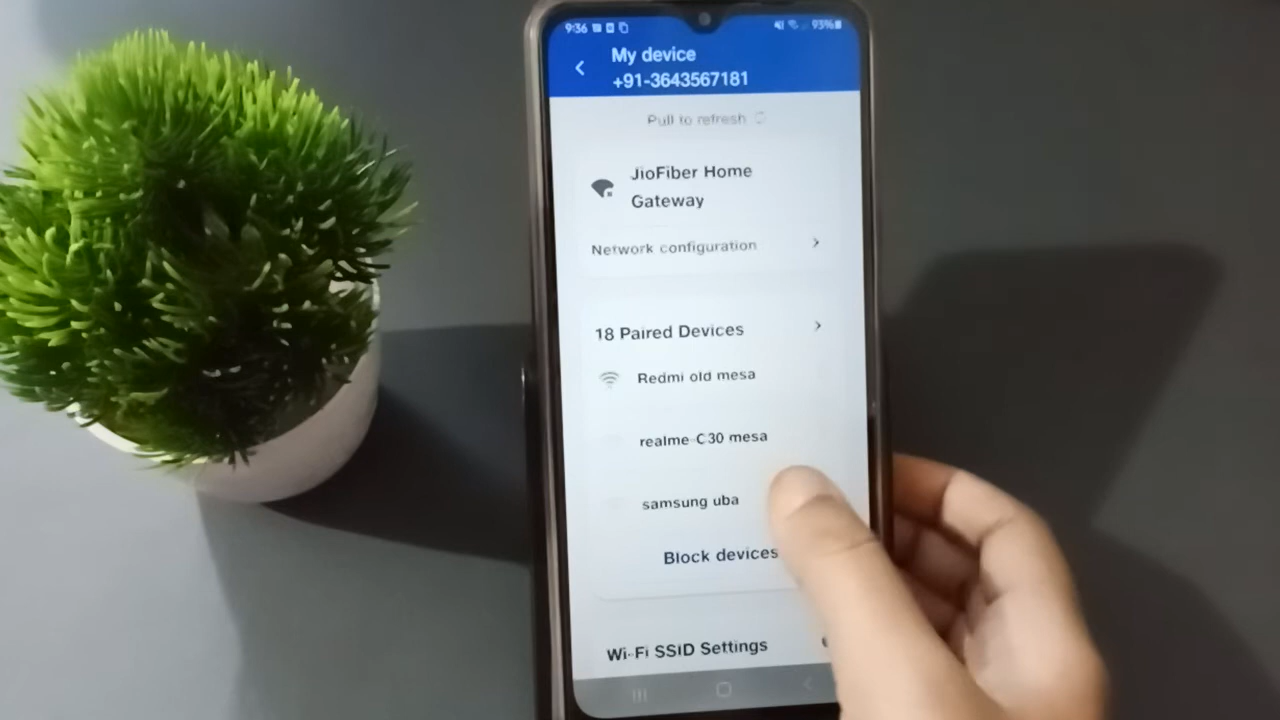 9:36
93%
My device
+91-3643567181
Pull to refresh
JioFiber Home
Gateway
Network configuration
18 Paired Devices
Redmi old mesa
realme C30 mesa
samsung uba
Block devices
Wi-Fi SSID Settings